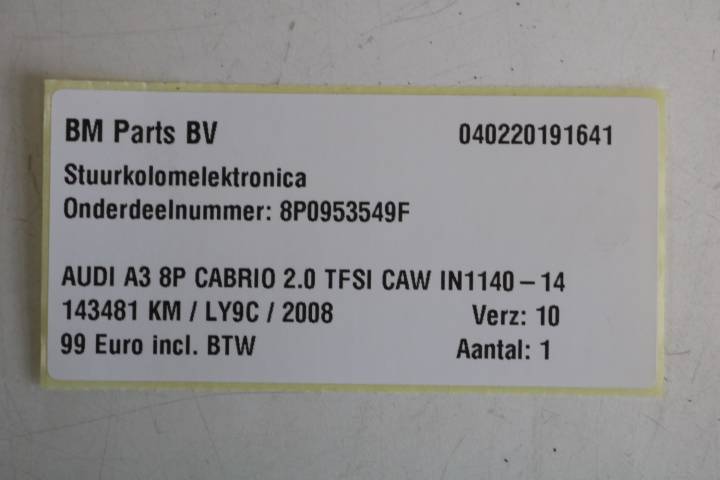 BM Parts BV 040220191641
Stuurkolomelektronica
Onderdeelnummer: 8P0953549F
AUDI A3 8P CABRIO 2.0 TFSI CAW IN1140-14
143481 KM / LY9C / 2008 Verz: 10
99 Euro incl. BTW Aantal: 1